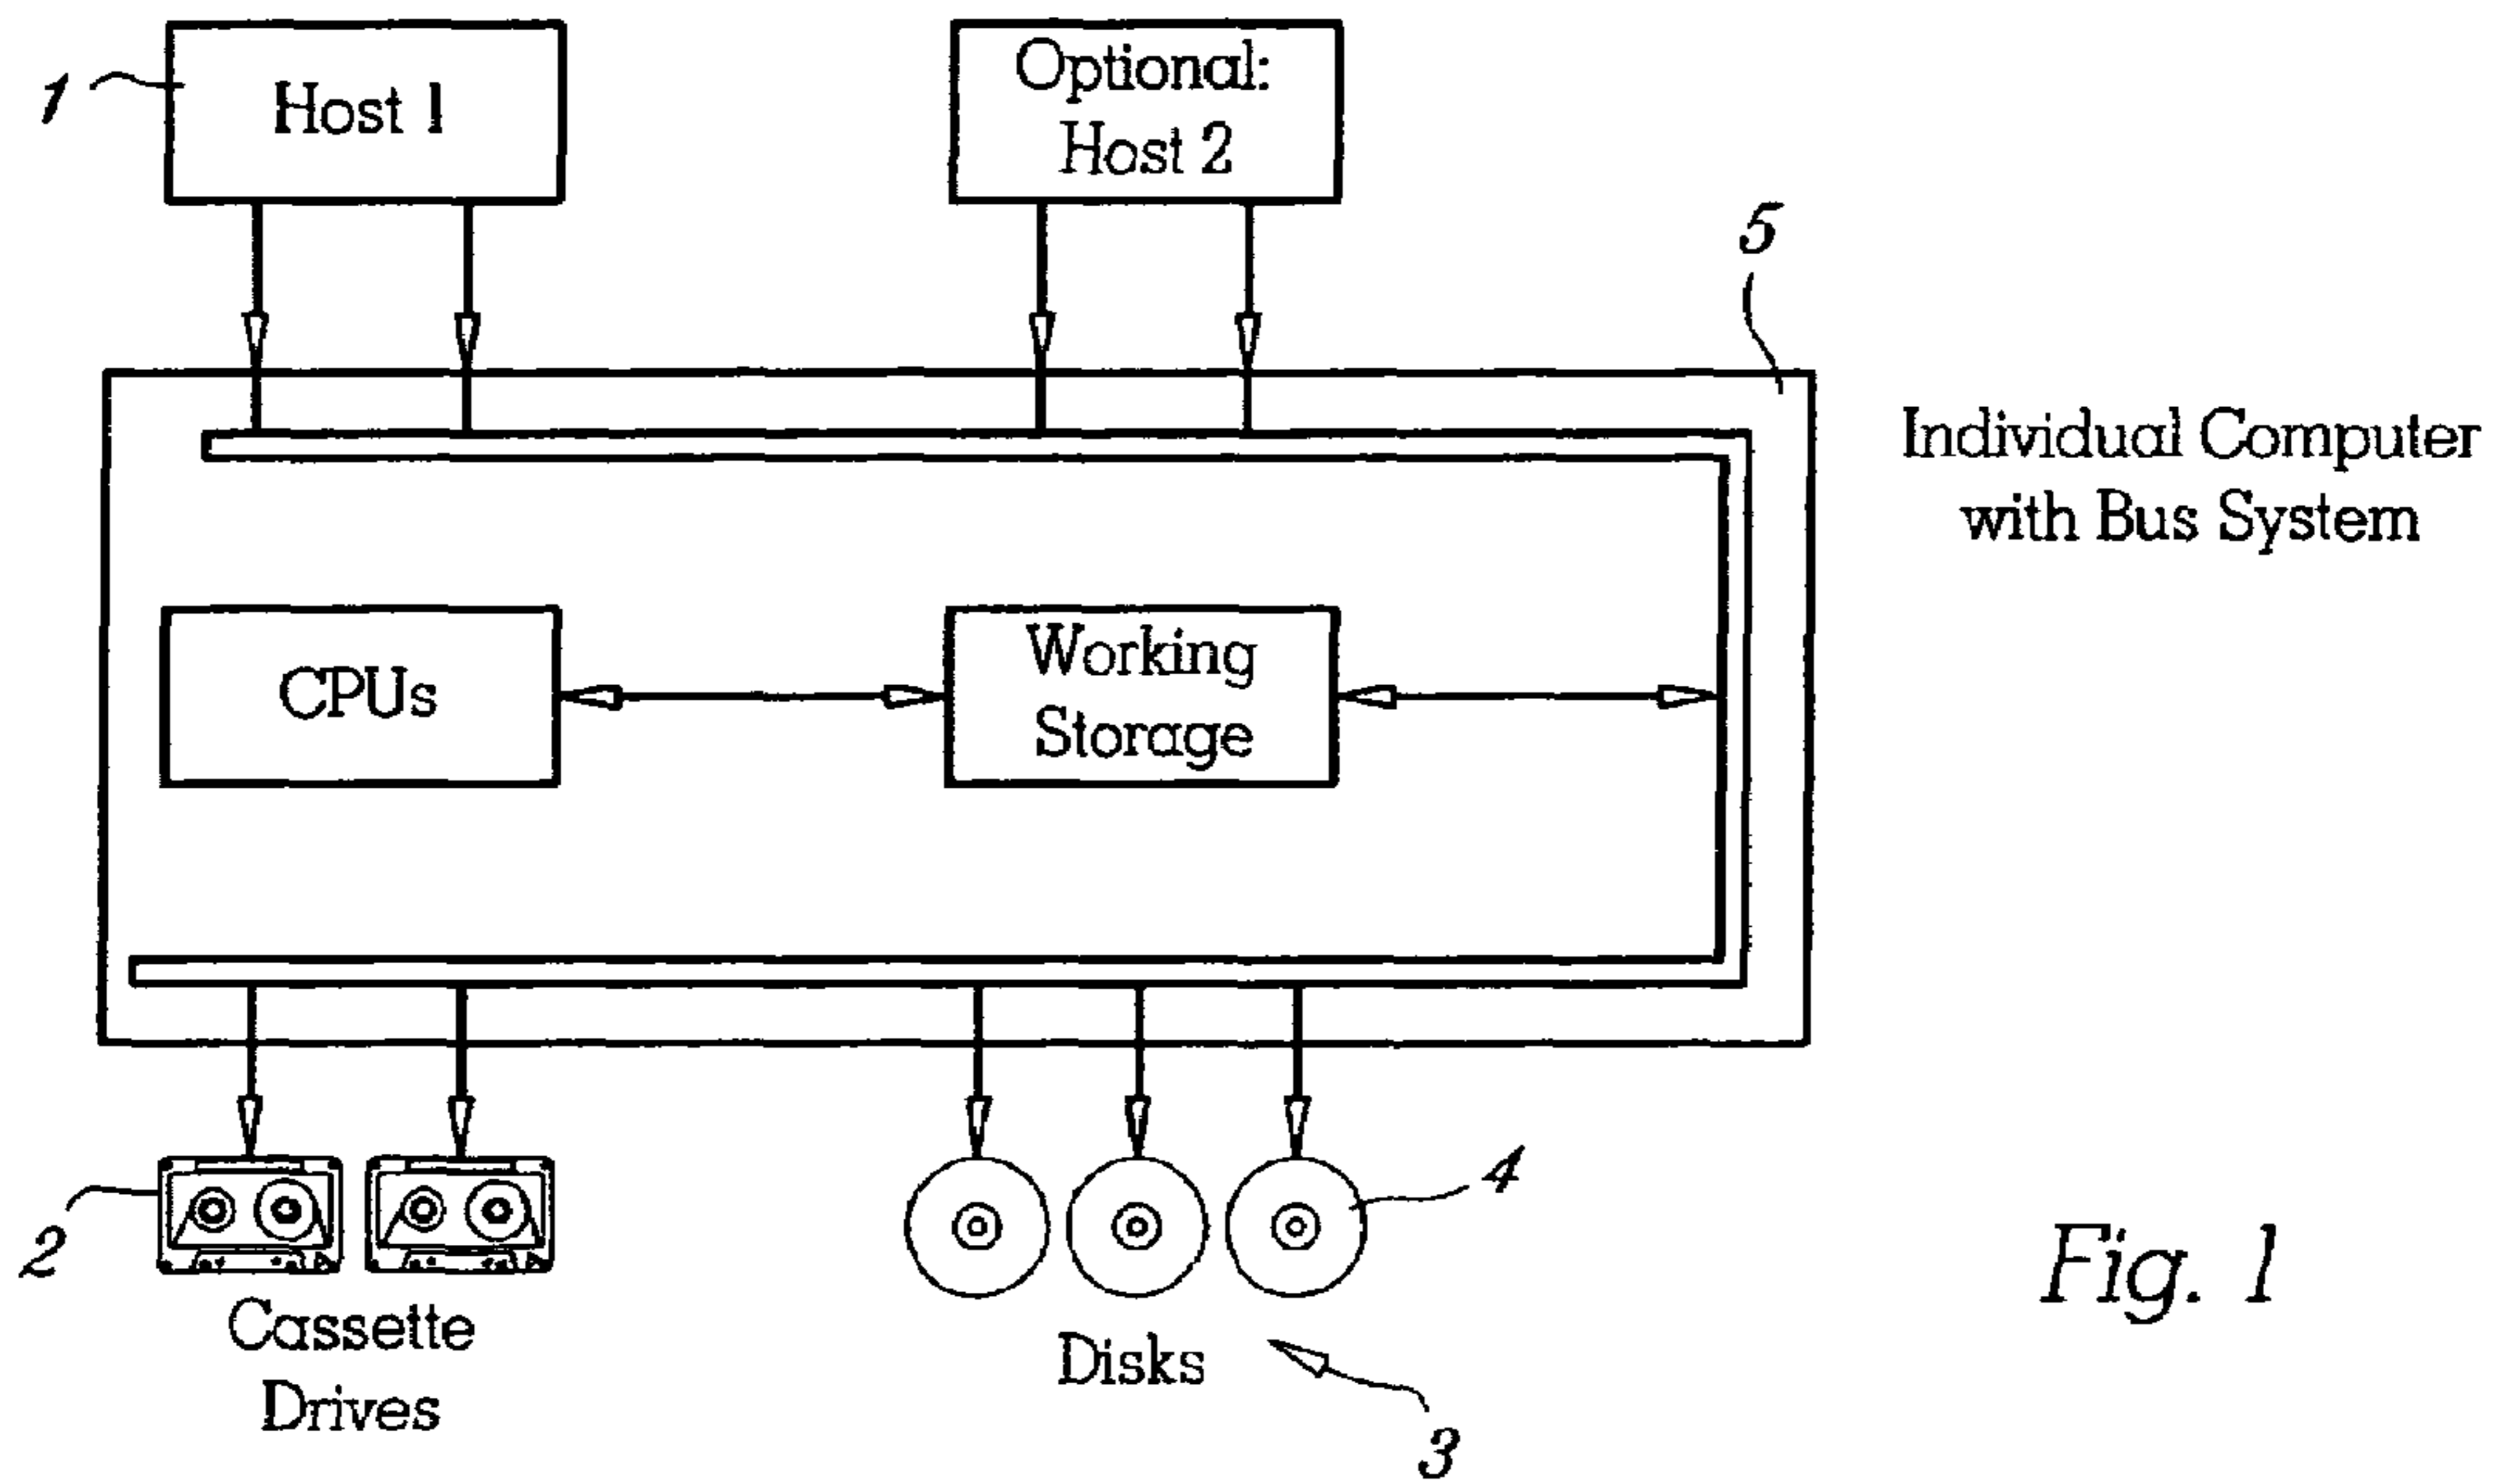 1
Host 1
Optional:
Host 2
5
Individual Computer
with Bus System
CPUs
Working
Storage
2
Cassette
Drives
4
Disks
3
Fig. 1